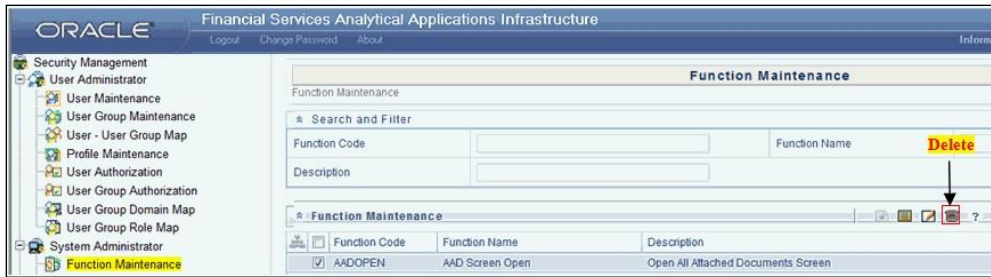 ORACLE
Financial Services Analytical Applications Infrastructure
Logout Change Password About
Inform
Security Management
User Administrator
User Maintenance
User Group Maintenance
User - User Group Map
Profile Maintenance
User Authorization
User Group Authorization
User Group Domain Map
User Group Role Map
System Administrator
Function Maintenance
Function Maintenance
Function Maintenance
Search and Filter
Function Code
Function Name
Delete
Description
Function Maintenance
?
Function Code Function Name Description
AADOPEN AAD Screen Open Open All Attached Documents Screen